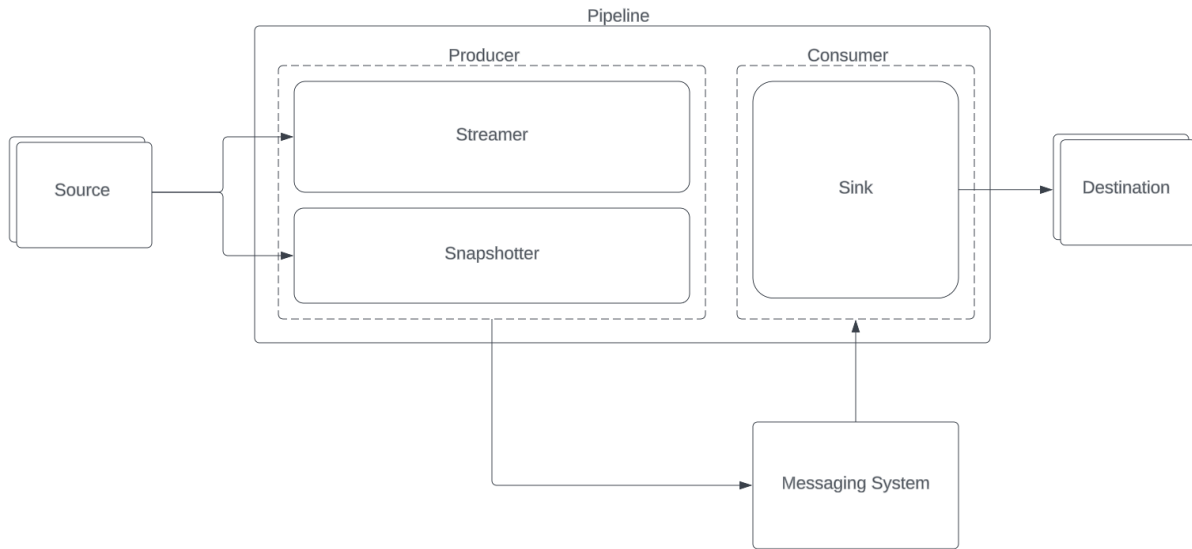 Pipeline
Producer
Consumer
Streamer
Source
Sink
Destination
Snapshotter
Messaging System